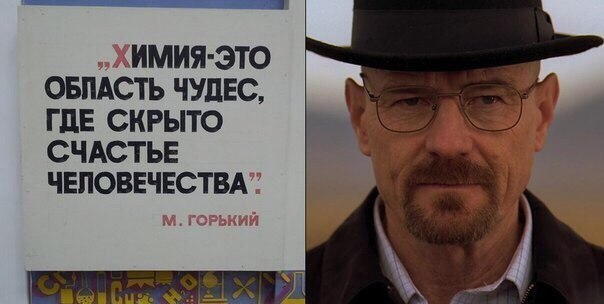 „ХИМИЯ-ЭТО
ОБЛАСТЬ ЧУДЕС,
ГДЕ СКРЫТО
СЧАСТЬЕ
ЧЕЛОВЕЧЕСТВА”.
М. ГОРЬКИЙ